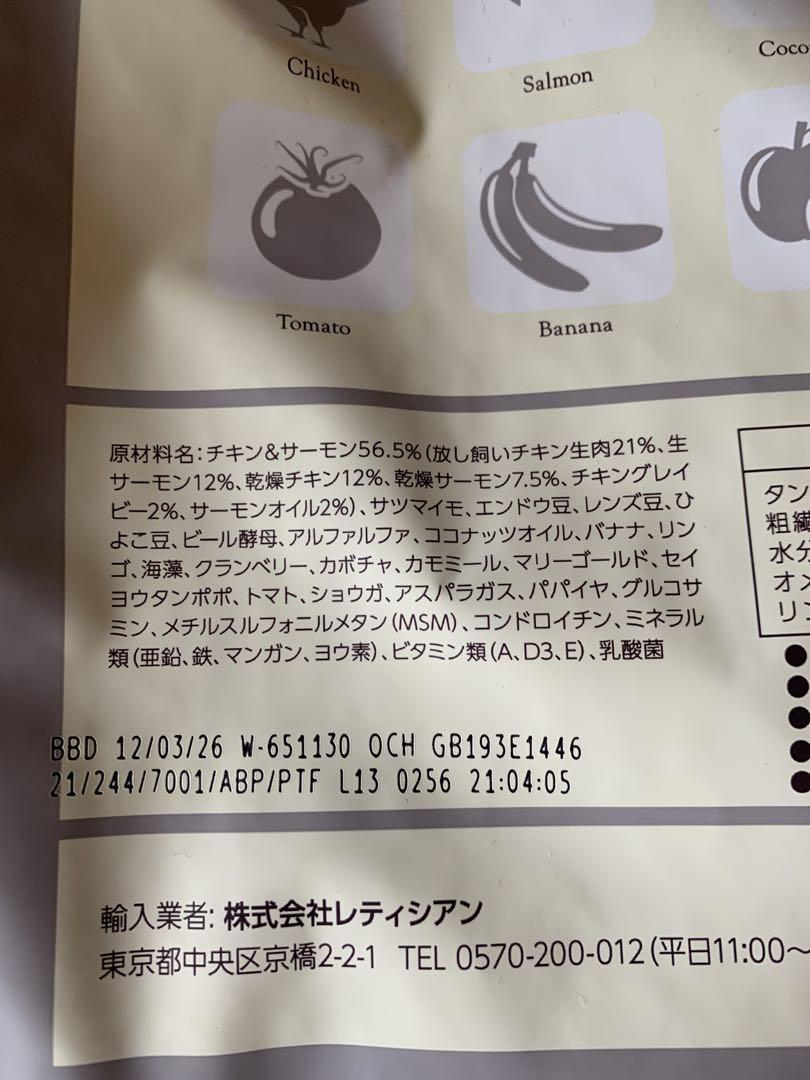 Chicken
Salmon
Coco
Tomato
Banana
原材料名:チキン&サーモン56.5%(放し飼いチキン生肉21%、生
サーモン12%、乾燥チキン12%、乾燥サーモン7.5%、チキングレイ
ビー2%、サーモンオイル2%)、サツマイモ、エンドウ豆、レンズ豆、ひ
よこ豆、ビール酵母、アルファルファ、ココナッツオイル、バナナ、リン
ゴ、海藻、クランベリー、カボチャ、カモミール、マリーゴールド、セイ
ヨウタンポポ、トマト、ショウガ、アスパラガス、パパイヤ、グルコサ
ミン、メチルスルフォニルメタン(MSM)、コンドロイチン、ミネラル
類(亜鉛、鉄、マンガン、ヨウ素)、ビタミン類(A、D3、E)、乳酸菌
タン
粗繊
水分
オメ
リン
BBD 12/03/26 W-651130 OCH GB193E1446
21/244/7001/ABP/PTF L13 0256 21:04:05
輸入業者: 株式会社レティシアン
東京都中央区京橋2-2-1 TEL 0570-200-012(平日11:00〜